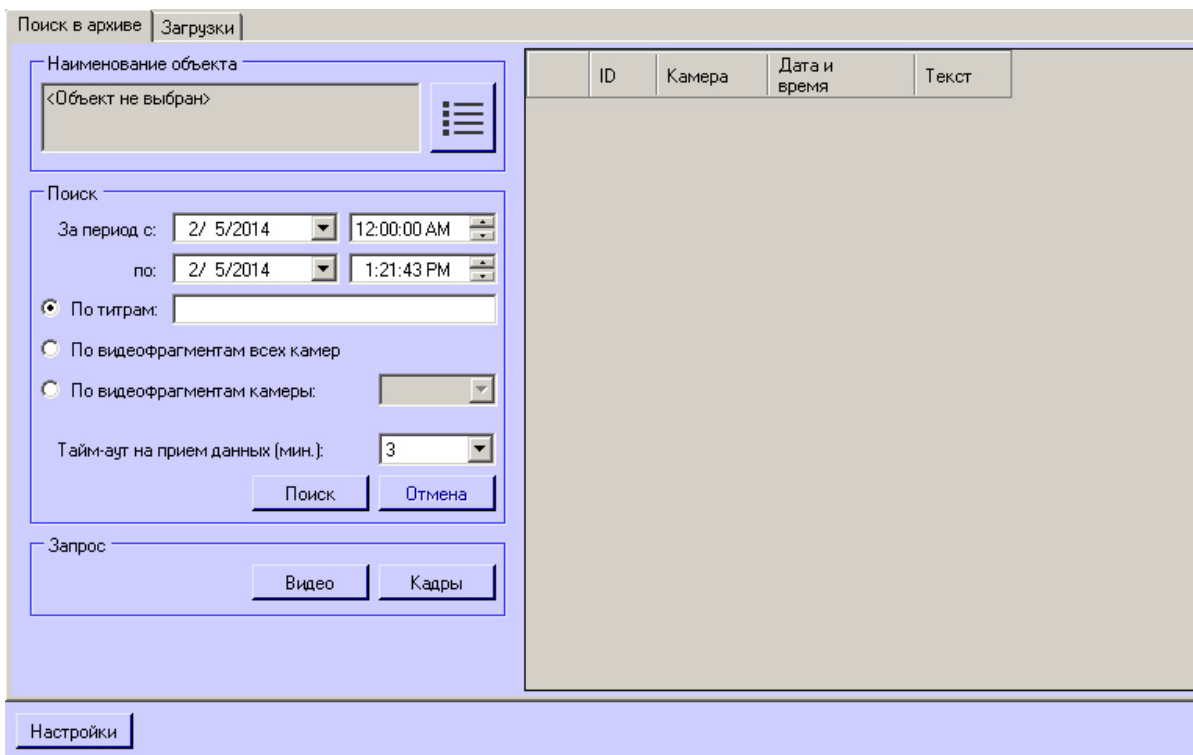 Поиск в архиве Загрузки
Наименование объекта
<Объект не выбран>
ID Камера Дата и время Текст
Поиск
За период с: 2/ 5/2014 12:00:00 AM
по: 2/ 5/2014 1:21:43 PM
По титрам:
По видеофрагментам всех камер
По видеофрагментам камеры:
Тайм-аут на прием данных (мин.): 3
Поиск Отмена
Запрос
Видео Кадры
Настройки